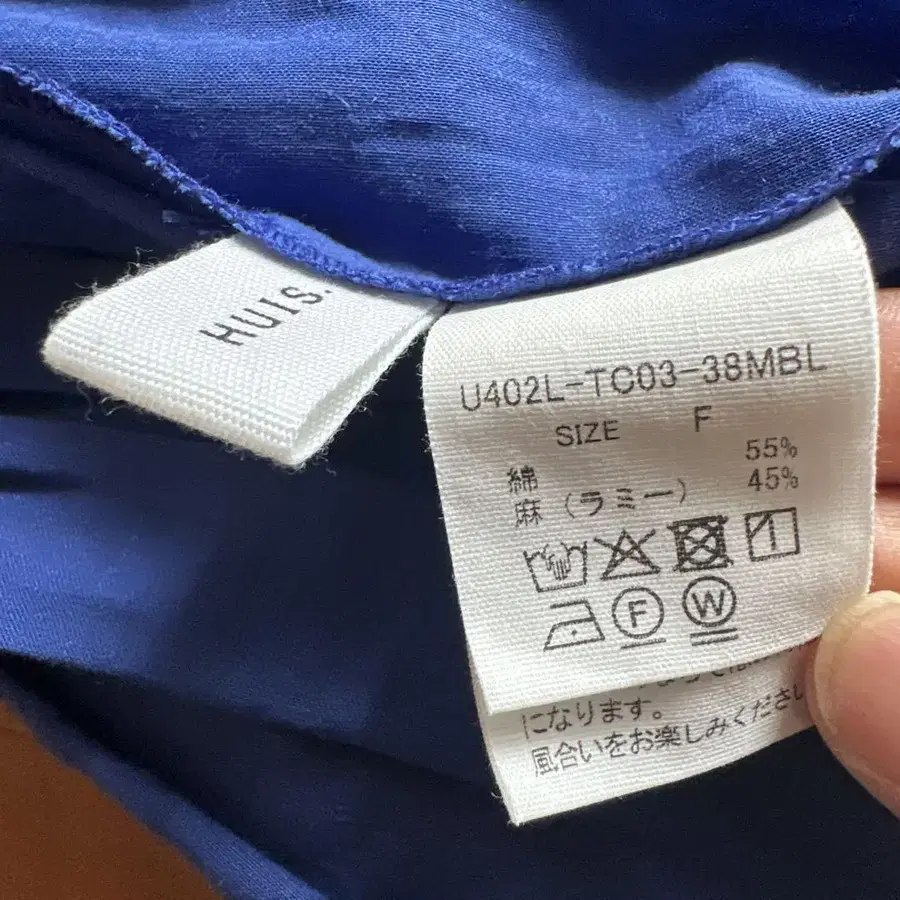 HUIS.
U402L-TC03-38MBL
SIZE F
綿 55%
麻（ラミー） 45%
F W
になります。
風合いをお楽しみください